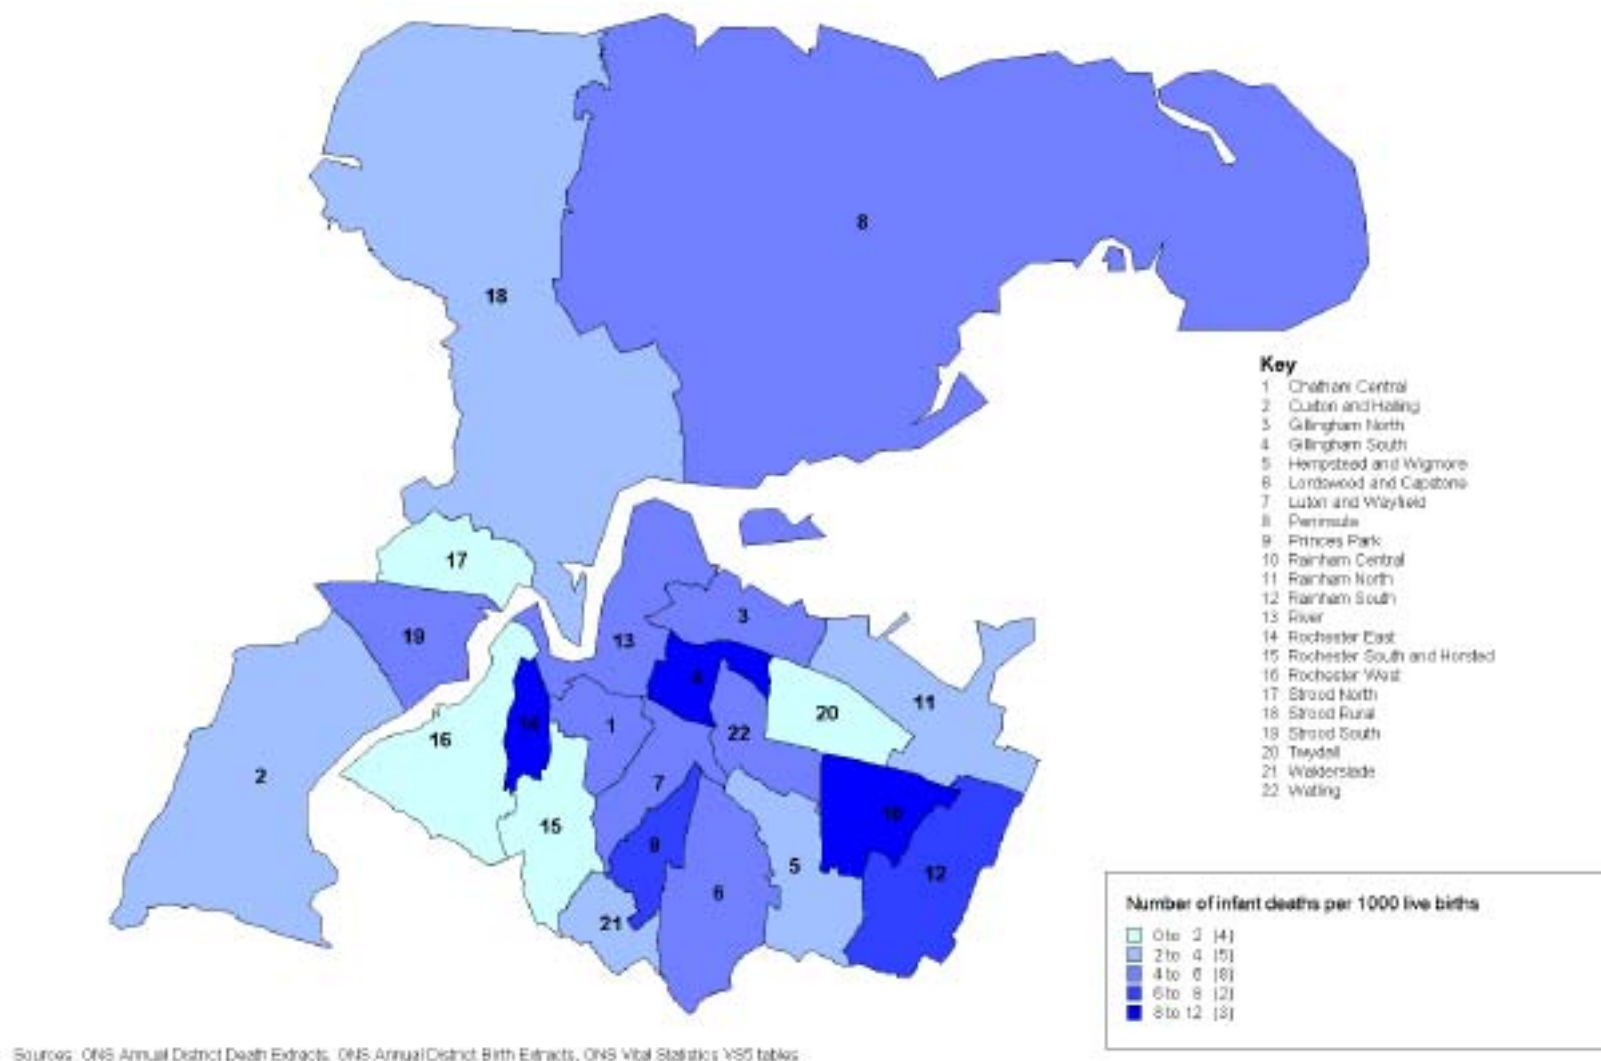 8
18
17
3
19
13
4
11
20
1
16
14
22
2
7
10
15
9
5
12
6
21
Key
1 Chatham Central
2 Cuxton and Halling
3 Gillingham North
4 Gillingham South
5 Hempstead and Wigmore
6 Lordswood and Capstone
7 Luton and Wayfield
8 Peninsula
9 Princes Park
10 Rainham Central
11 Rainham North
12 Rainham South
13 River
14 Rochester East
15 Rochester South and Horsted
16 Rochester West
17 Strood North
18 Strood Rural
19 Strood South
20 Twydall
21 Walderslade
22 Watling
Number of infant deaths per 1000 live births
0 to 2 (4)
2 to 4 (5)
4 to 6 (8)
6 to 8 (2)
8 to 12 (3)
Sources: ONS Annual District Death Extracts, ONS Annual District Birth Extracts, ONS Vital Statistics VS5 tables